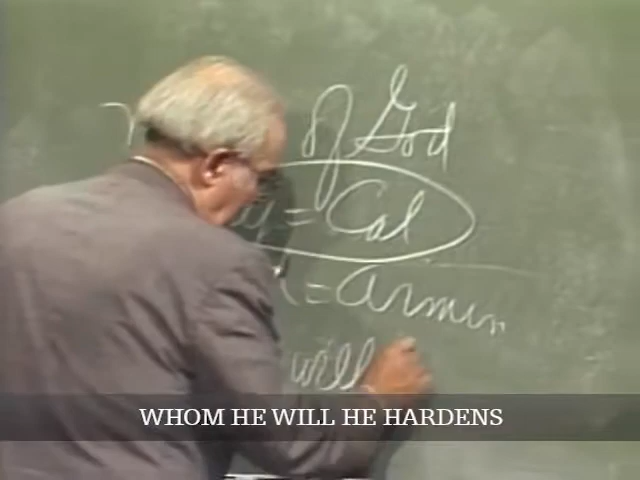 of God
= Cal
= Armin
will
WHOM HE WILL HE HARDENS